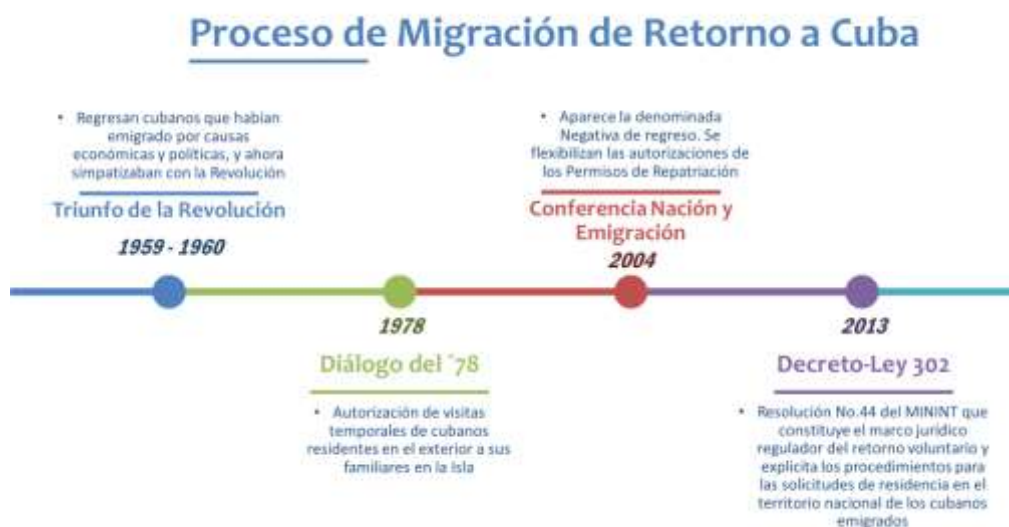 Proceso de Migración de Retorno a Cuba
• Regresan cubanos que habían
emigrado por causas
económicas y políticas, y ahora
simpatizaban con la Revolución
Triunfo de la Revolución
1959 - 1960
• Aparece la denominada
Negativa de regreso. Se
flexibilizan las autorizaciones de
los Permisos de Repatriación
Conferencia Nación y
Emigración
2004
1978
Diálogo del ´78
• Autorización de visitas
temporales de cubanos
residentes en el exterior a sus
familiares en la Isla
2013
Decreto-Ley 302
• Resolución No.44 del MININT que
constituye el marco jurídico
regulador del retorno voluntario y
explicita los procedimientos para
las solicitudes de residencia en el
territorio nacional de los cubanos
emigrados